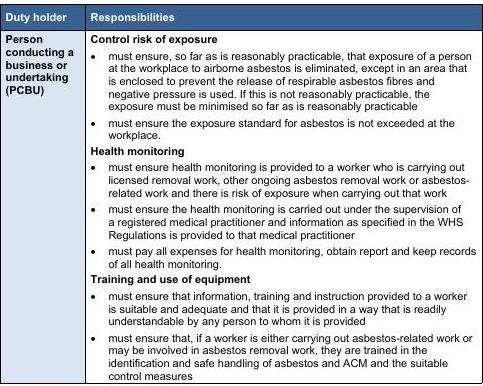 Duty holder
Responsibilities
Person
conducting a
business or
undertaking
(PCBU)
Control risk of exposure
• must ensure, so far as is reasonably practicable, that exposure of a person
at the workplace to airborne asbestos is eliminated, except in an area that
is enclosed to prevent the release of respirable asbestos fibres and
negative pressure is used. If this is not reasonably practicable, the
exposure must be minimised so far as is reasonably practicable
• must ensure the exposure standard for asbestos is not exceeded at the
workplace.
Health monitoring
• must ensure health monitoring is provided to a worker who is carrying out
licensed removal work, other ongoing asbestos removal work or asbestos-
related work and there is risk of exposure when carrying out that work
• must ensure the health monitoring is carried out under the supervision of
a registered medical practitioner and information as specified in the WHS
Regulations is provided to that medical practitioner
• must pay all expenses for health monitoring, obtain report and keep records
of all health monitoring.
Training and use of equipment
• must ensure that information, training and instruction provided to a worker
is suitable and adequate and that it is provided in a way that is readily
understandable by any person to whom it is provided
• must ensure that, if a worker is either carrying out asbestos-related work or
may be involved in asbestos removal work, they are trained in the
identification and safe handling of asbestos and ACM and the suitable
control measures